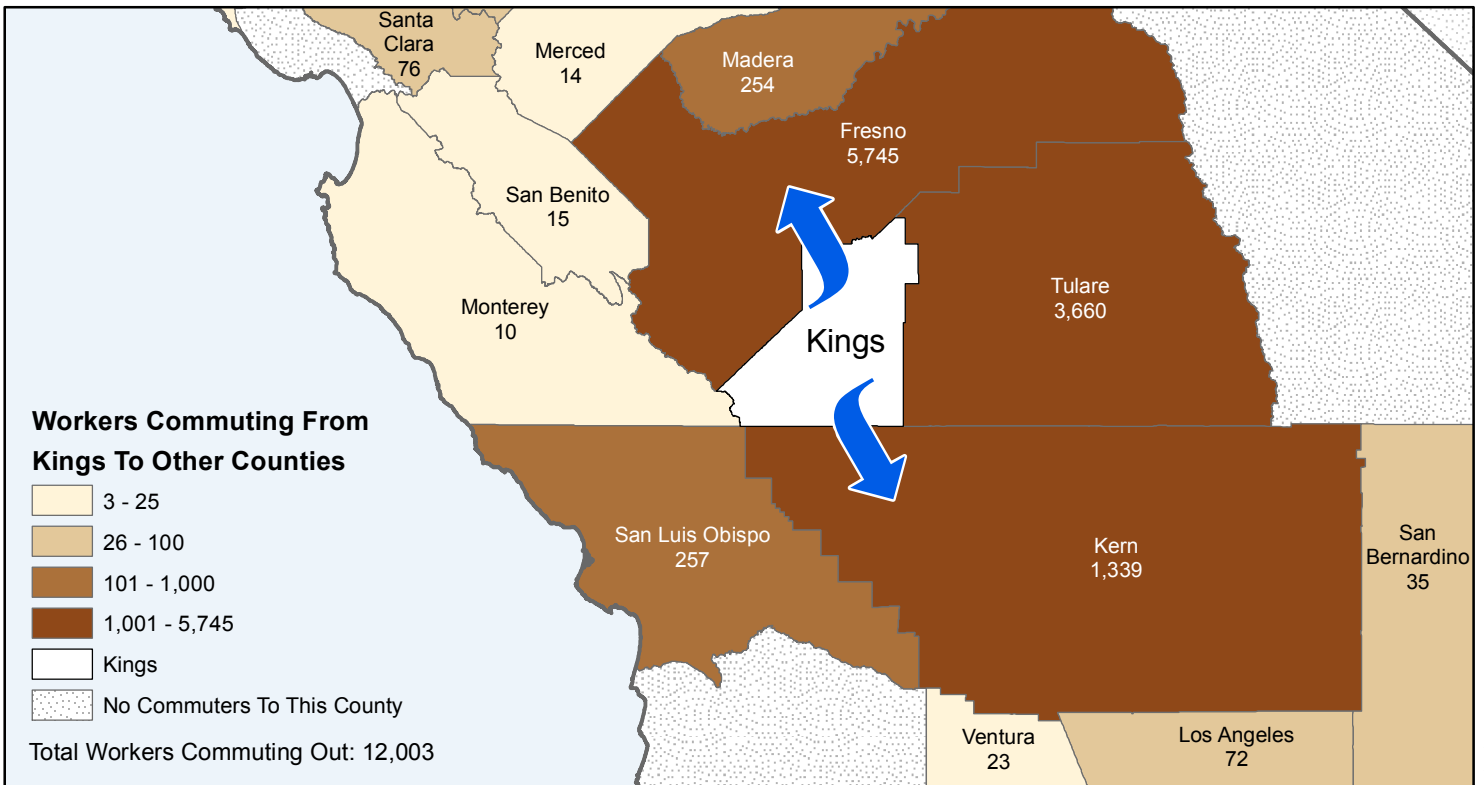 Santa
Clara
76
Merced
14
Madera
254
Fresno
5,745
San Benito
15
Monterey
10
Tulare
3,660
Kings
San Luis Obispo
257
Kern
1,339
San
Bernardino
35
Ventura
23
Los Angeles
72
Workers Commuting From
Kings To Other Counties
3 - 25
26 - 100
101 - 1,000
1,001 - 5,745
Kings
No Commuters To This County
Total Workers Commuting Out: 12,003